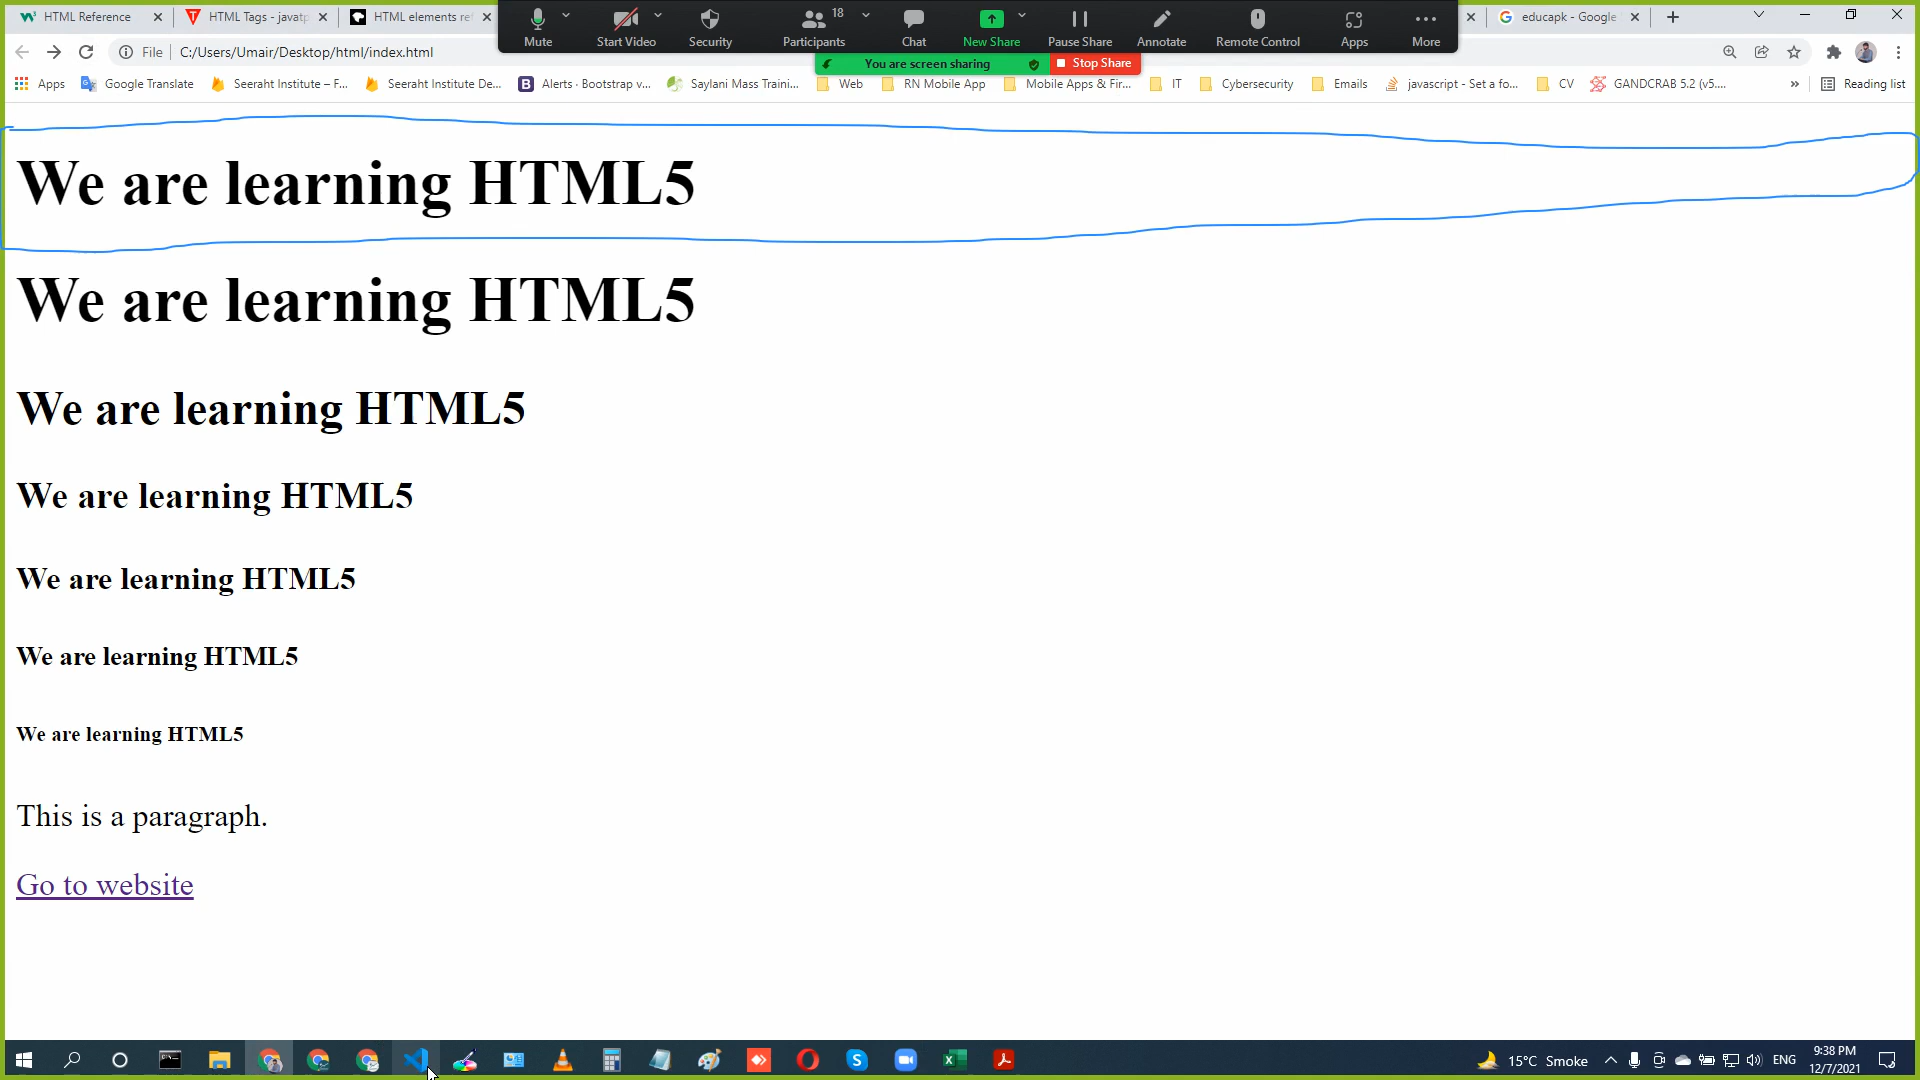 HTML Reference
HTML Tags - javatp
HTML elements re
educapk - Google
Mute
Start Video
Security
Participants
18
Chat
New Share
Pause Share
Annotate
Remote Control
Apps
More
You are screen sharing
Stop Share
File
C:/Users/Umair/Desktop/html/index.html
Apps
Google Translate
Seeraht Institute – F...
Seeraht Institute De...
Alerts · Bootstrap v...
Saylani Mass Traini...
Web
RN Mobile App
Mobile Apps & Fir...
IT
Cybersecurity
Emails
javascript - Set a fo...
CV
GANDCRAB 5.2 (v5....
»
Reading list
We are learning HTML5
We are learning HTML5
We are learning HTML5
We are learning HTML5
We are learning HTML5
We are learning HTML5
We are learning HTML5
This is a paragraph.
Go to website
15°C Smoke
ENG
9:38 PM
12/7/2021